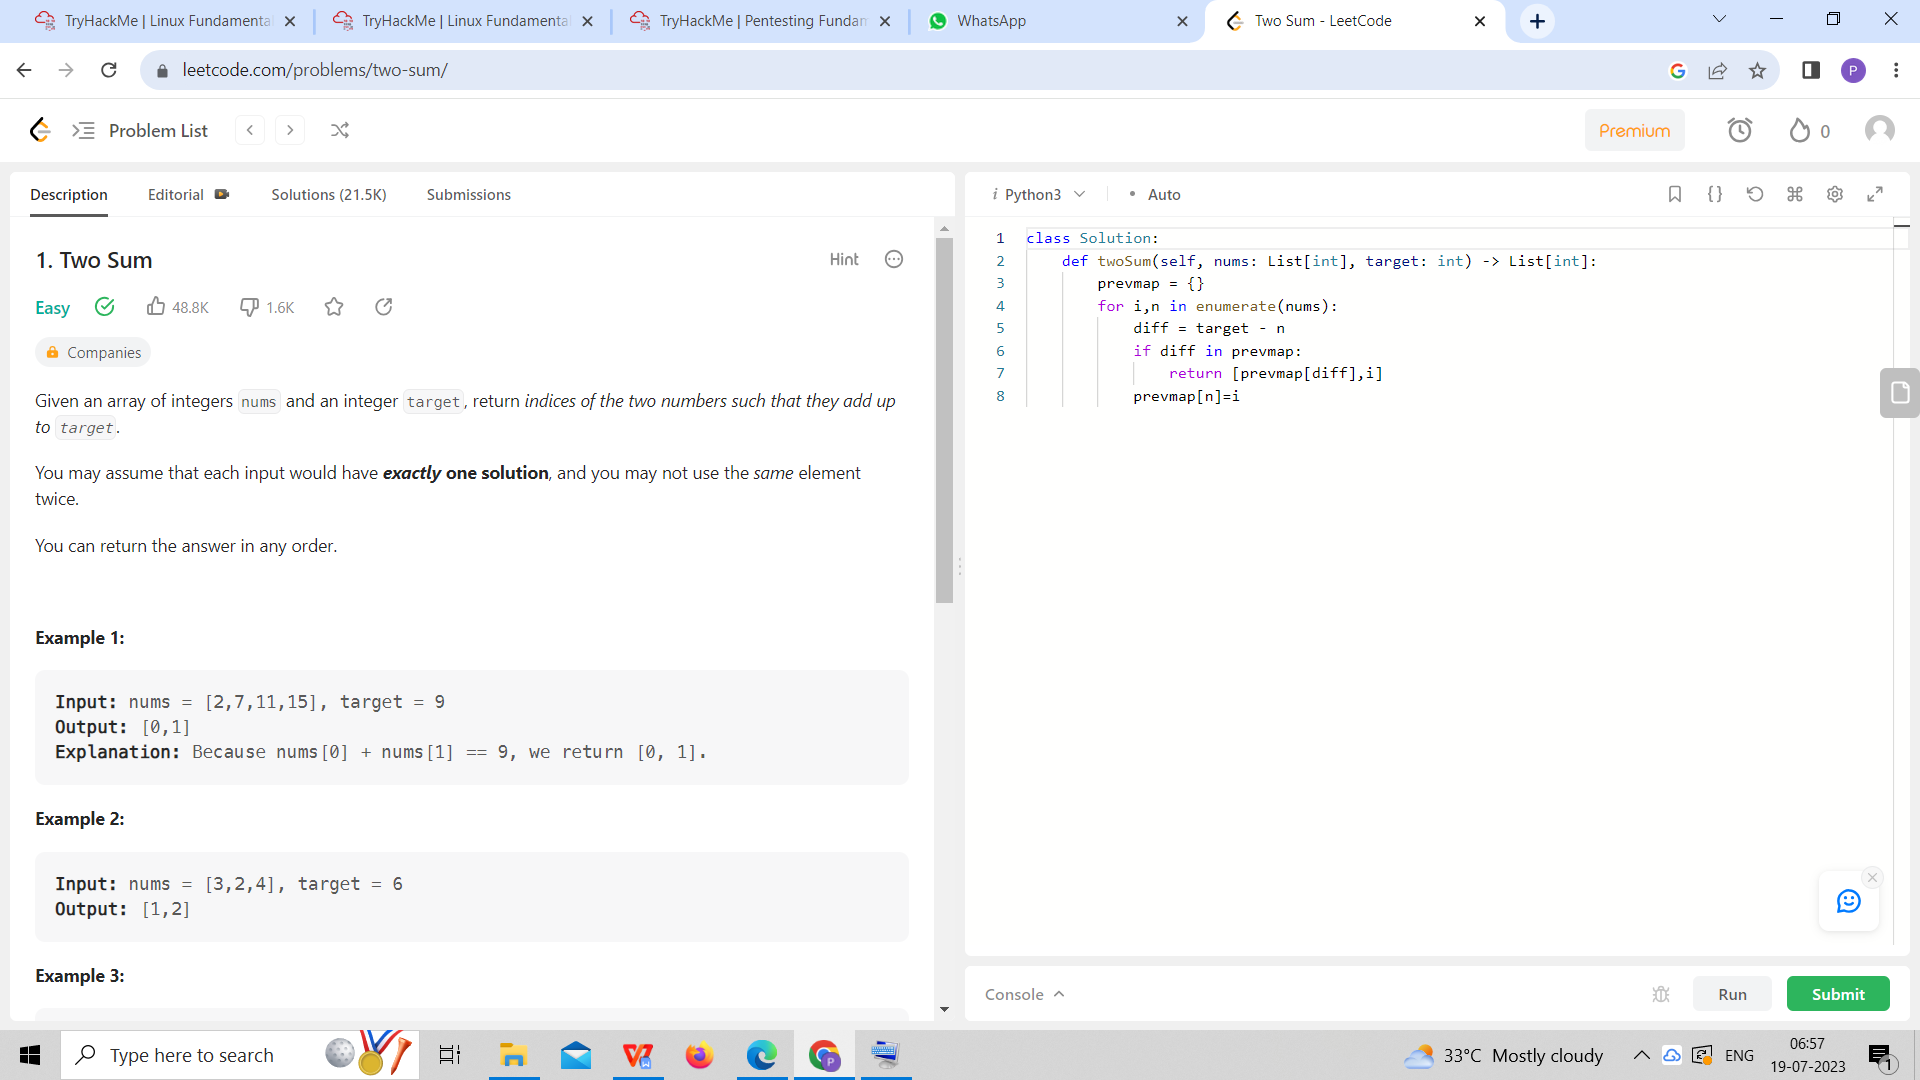 TryHackMe | Linux Fundamenta
TryHackMe | Linux Fundamenta
TryHackMe | Pentesting Fundam
WhatsApp
Two Sum - LeetCode
leetcode.com/problems/two-sum/
P
Problem List
Premium
0
Description
Editorial
Solutions (21.5K)
Submissions
1. Two Sum
Hint
Easy
48.8K
1.6K
Companies
Given an array of integers nums and an integer target, return indices of the two numbers such that they add up
to target.
You may assume that each input would have exactly one solution, and you may not use the same element
twice.
You can return the answer in any order.
Example 1:
Input: nums = [2,7,11,15], target = 9
Output: [0,1]
Explanation: Because nums[0] + nums[1] == 9, we return [0, 1].
Example 2:
Input: nums = [3,2,4], target = 6
Output: [1,2]
Example 3:
i Python3
• Auto
1 class Solution:
2 def twoSum(self, nums: List[int], target: int) -> List[int]:
3 prevmap = {}
4 for i,n in enumerate(nums):
5 diff = target - n
6 if diff in prevmap:
7 return [prevmap[diff],i]
8 prevmap[n]=i
Console
Run
Submit
Type here to search
33°C Mostly cloudy
ENG
06:57
19-07-2023
1